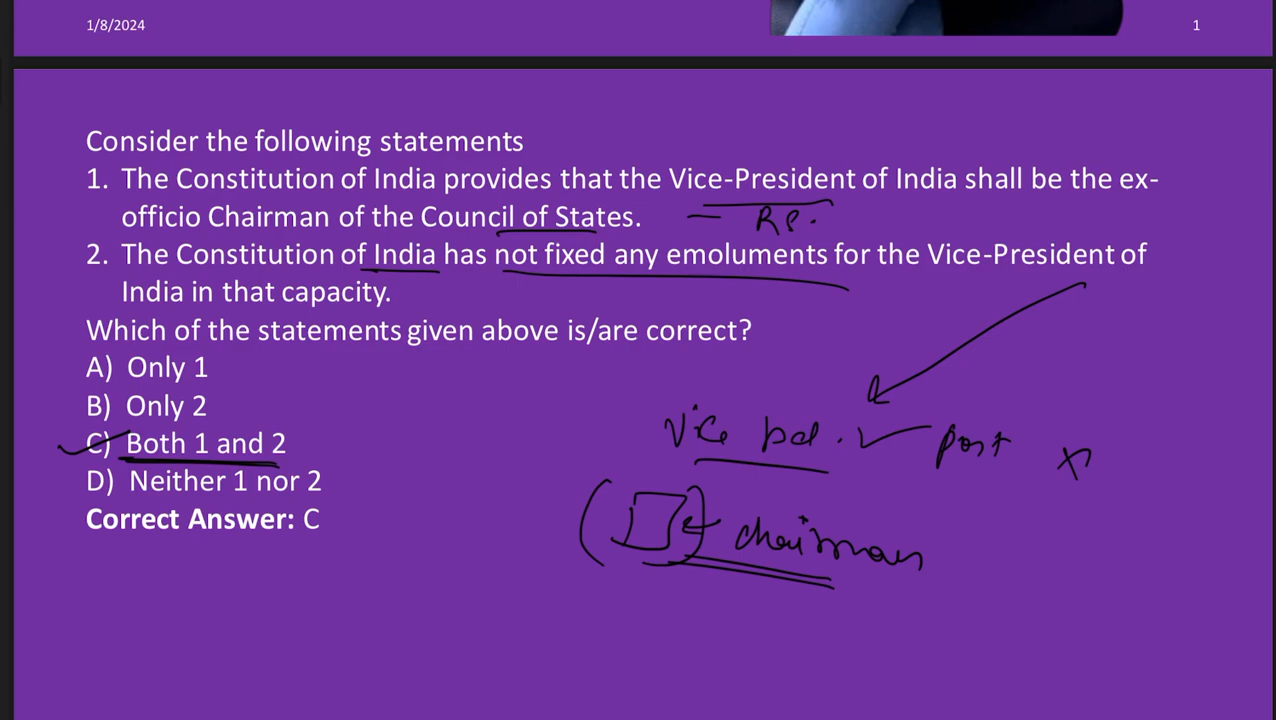 1/8/2024
1
Consider the following statements
1. The Constitution of India provides that the Vice-President of India shall be the ex-
officio Chairman of the Council of States.
RS.
2. The Constitution of India has not fixed any emoluments for the Vice-President of
India in that capacity.
Which of the statements given above is/are correct?
A) Only 1
B) Only 2
Vice post
C) Both 1 and 2
D) Neither 1 nor 2
Correct Answer: C
chairman